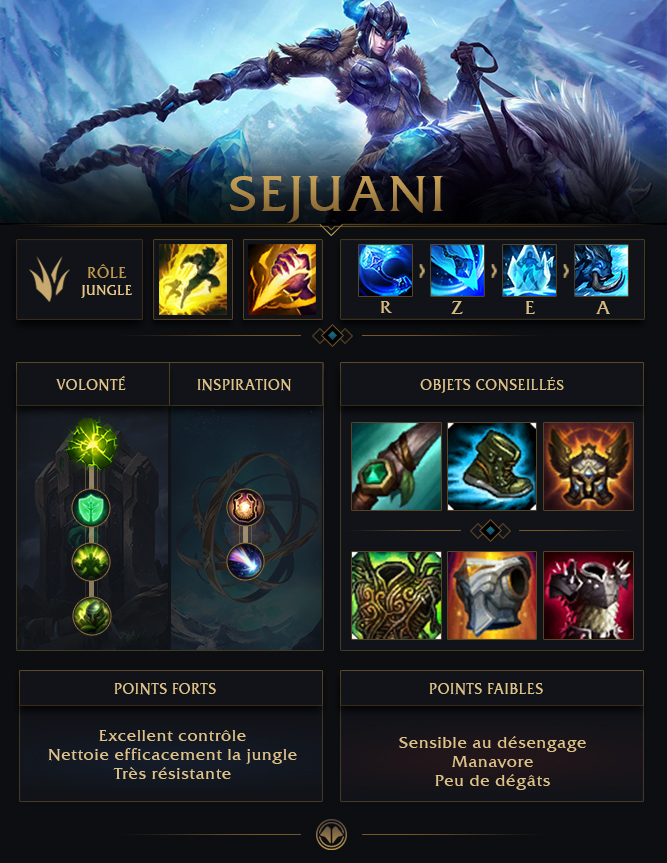 SEJUANI
RÔLE
JUNGLE
R
Z
E
A
VOLONTÉ
INSPIRATION
OBJETS CONSEILLÉS
POINTS FORTS
Excellent contrôle
Nettoie efficacement la jungle
Très résistante
POINTS FAIBLES
Sensible au désengage
Manavore
Peu de dégâts